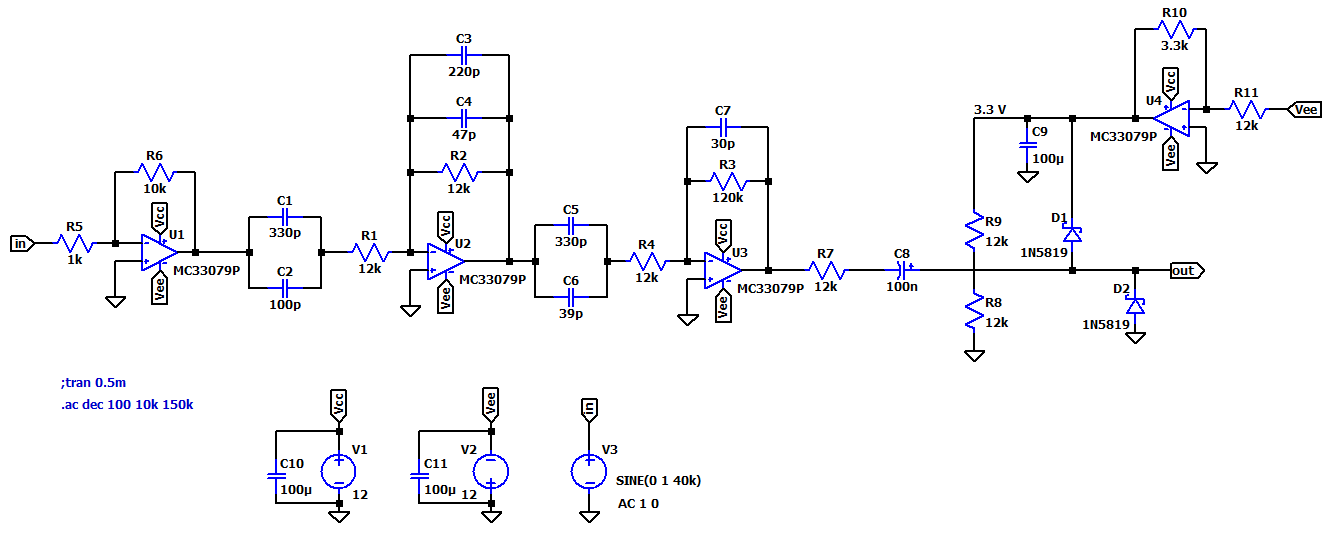 R10
3.3k
C3
220p
Vcc
U4
R11
Vee
12k
MC33079P
Vee
C4
47p
C7
30p
3.3 V
C9
100µ
R6
10k
R2
12k
R3
120k
C1
330p
C5
330p
R5
in
1k
Vcc
U1
Vee
MC33079P
C2
100p
R1
12k
Vcc
U2
Vee
MC33079P
R4
12k
C6
39p
Vcc
U3
Vee
MC33079P
R7
12k
C8
100n
R9
12k
D1
1N5819
out
R8
12k
D2
1N5819
;tran 0.5m
.ac dec 100 10k 150k
Vcc
C10
100µ
V1
12
Vee
C11
100µ
V2
12
in
V3
SINE(0 1 40k)
AC 1 0